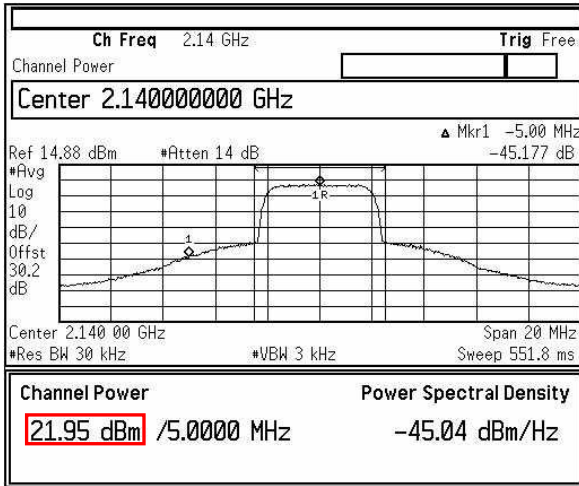 Ch Freq 2.14 GHz Trig Free
Channel Power
Center 2.140000000 GHz
Δ Mkr1 -5.00 MHz
Ref 14.88 dBm #Atten 14 dB -45.177 dB
#Avg
Log
10
dB/
Offst
30.2
dB
1R
1
Center 2.140 00 GHz Span 20 MHz
#Res BW 30 kHz #VBW 3 kHz Sweep 551.8 ms
Channel Power Power Spectral Density
21.95 dBm /5.0000 MHz -45.04 dBm/Hz